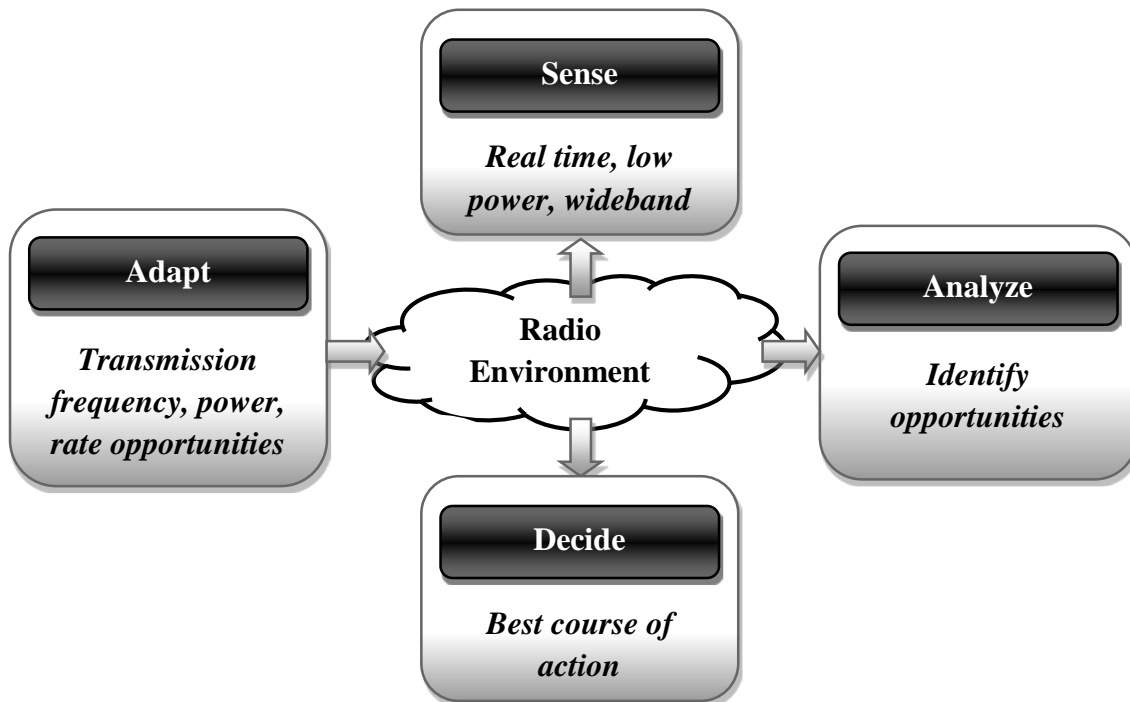 Sense
Real time, low
power, wideband
Adapt
Transmission
frequency, power,
rate opportunities
Radio
Environment
Analyze
Identify
opportunities
Decide
Best course of
action